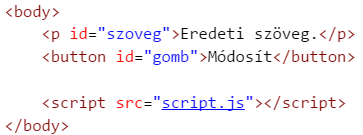 <body>
<p id="szoveg">Eredeti szöveg.</p>
<button id="gomb">Módosít</button>
<script src="script.js"></script>
</body>